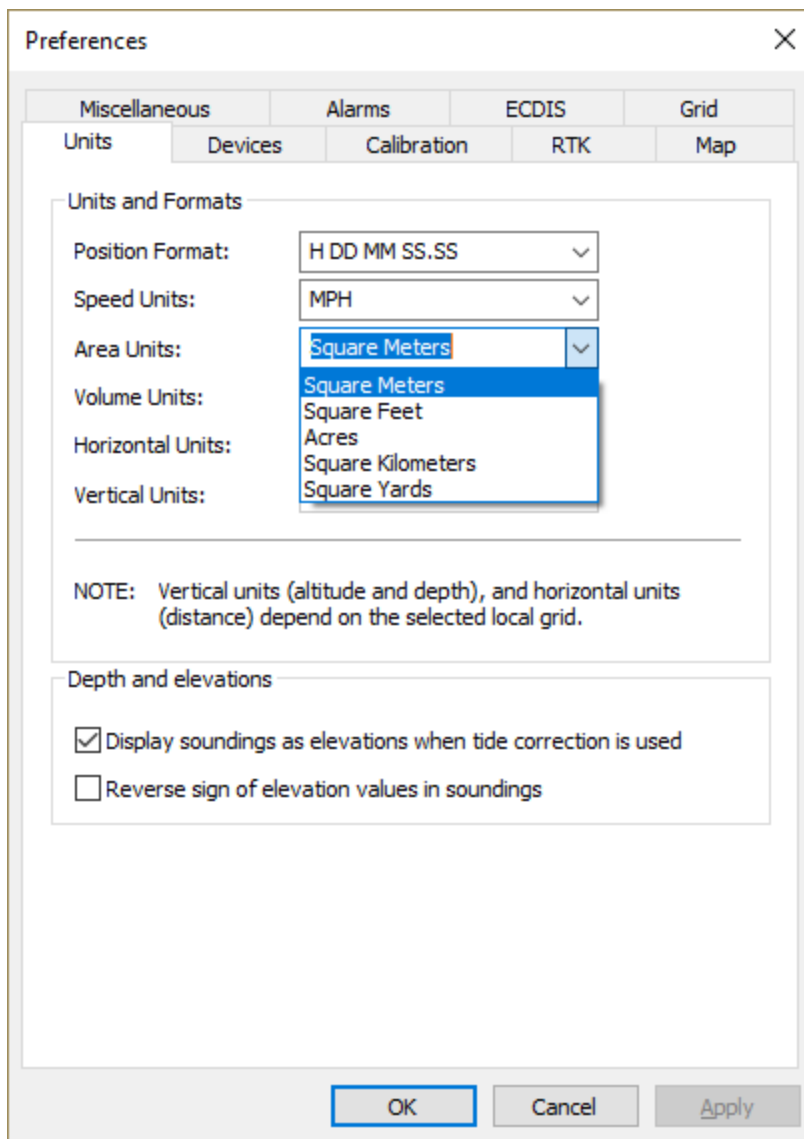 Preferences
Miscellaneous Alarms ECDIS Grid
Units Devices Calibration RTK Map
Units and Formats
Position Format: H DD MM SS.SS
Speed Units: MPH
Area Units: Square Meters
Square Meters
Volume Units:
Square Feet
Acres
Horizontal Units:
Square Kilometers
Square Yards
Vertical Units:
NOTE: Vertical units (altitude and depth), and horizontal units
(distance) depend on the selected local grid.
Depth and elevations
Display soundings as elevations when tide correction is used
Reverse sign of elevation values in soundings
OK Cancel Apply